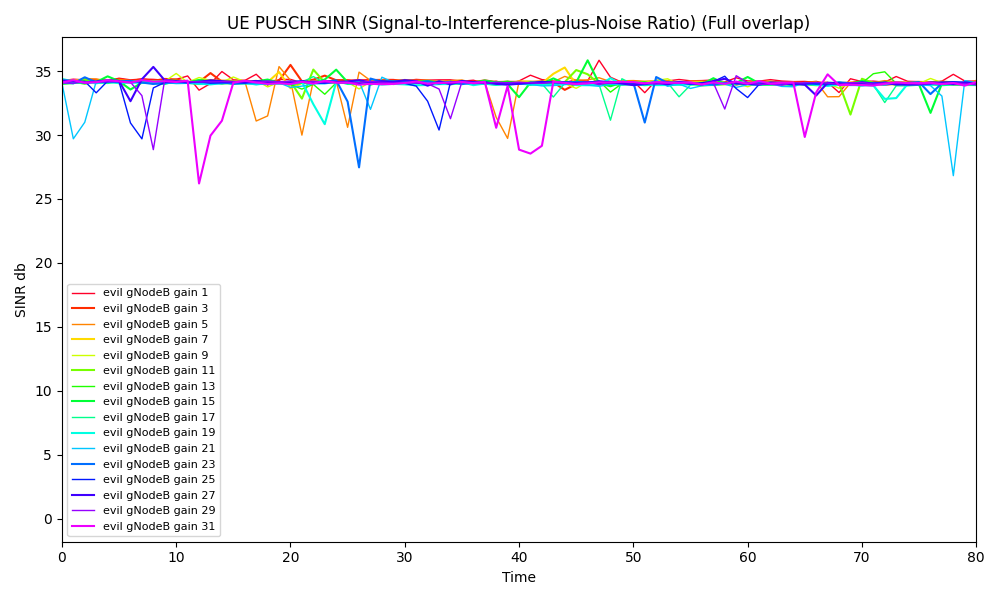 UE PUSCH SINR (Signal-to-Interference-plus-Noise Ratio) (Full overlap)
SINR db
35
30
25
20
15
10
5
0
evil gNodeB gain 1
evil gNodeB gain 3
evil gNodeB gain 5
evil gNodeB gain 7
evil gNodeB gain 9
evil gNodeB gain 11
evil gNodeB gain 13
evil gNodeB gain 15
evil gNodeB gain 17
evil gNodeB gain 19
evil gNodeB gain 21
evil gNodeB gain 23
evil gNodeB gain 25
evil gNodeB gain 27
evil gNodeB gain 29
evil gNodeB gain 31
0 10 20 30 40 50 60 70 80
Time